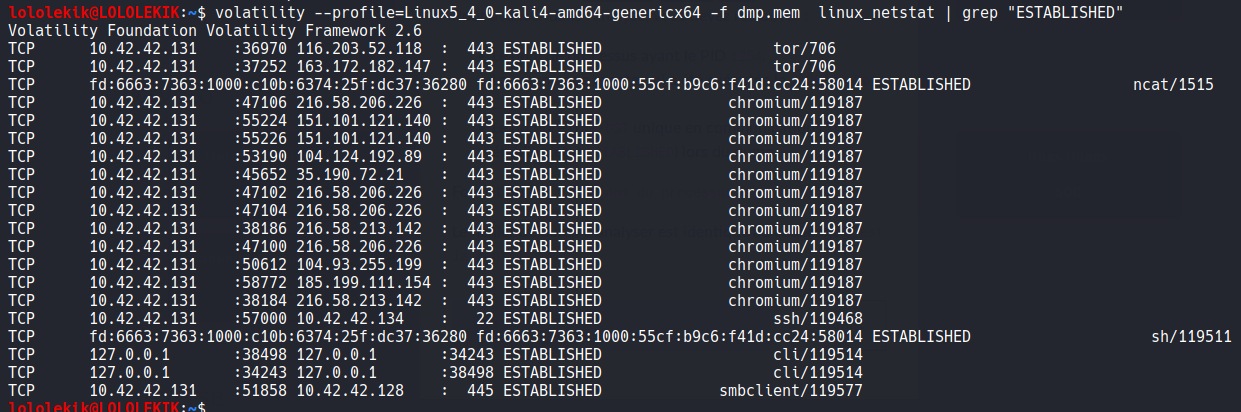 lololekik@LOLOLEKIK:~$ volatility --profile=Linux5_4_0-kali4-amd64-genericx64 -f dmp.mem  linux_netstat | grep "ESTABLISHED"
Volatility Foundation Volatility Framework 2.6
TCP      10.42.42.131    :36970 116.203.52.118  :  443 ESTABLISHED                   tor/706
TCP      10.42.42.131    :37252 163.172.182.147 :  443 ESTABLISHED                   tor/706
TCP      fd:6663:7363:1000:c10b:6374:25f:dc37:36280 fd:6663:7363:1000:55cf:b9c6:f41d:cc24:58014 ESTABLISHED                  ncat/1515
TCP      10.42.42.131    :47106 216.58.206.226  :  443 ESTABLISHED              chromium/119187
TCP      10.42.42.131    :55224 151.101.121.140 :  443 ESTABLISHED              chromium/119187
TCP      10.42.42.131    :55226 151.101.121.140 :  443 ESTABLISHED              chromium/119187
TCP      10.42.42.131    :53190 104.124.192.89  :  443 ESTABLISHED              chromium/119187
TCP      10.42.42.131    :45652 35.190.72.21    :  443 ESTABLISHED              chromium/119187
TCP      10.42.42.131    :47102 216.58.206.226  :  443 ESTABLISHED              chromium/119187
TCP      10.42.42.131    :47104 216.58.206.226  :  443 ESTABLISHED              chromium/119187
TCP      10.42.42.131    :38186 216.58.213.142  :  443 ESTABLISHED              chromium/119187
TCP      10.42.42.131    :47100 216.58.206.226  :  443 ESTABLISHED              chromium/119187
TCP      10.42.42.131    :50612 104.93.255.199  :  443 ESTABLISHED              chromium/119187
TCP      10.42.42.131    :58772 185.199.111.154 :  443 ESTABLISHED              chromium/119187
TCP      10.42.42.131    :38184 216.58.213.142  :  443 ESTABLISHED              chromium/119187
TCP      10.42.42.131    :57000 10.42.42.134    :   22 ESTABLISHED                   ssh/119468
TCP      fd:6663:7363:1000:c10b:6374:25f:dc37:36280 fd:6663:7363:1000:55cf:b9c6:f41d:cc24:58014 ESTABLISHED                    sh/119511
TCP      127.0.0.1       :38498 127.0.0.1       :34243 ESTABLISHED                   cli/119514
TCP      127.0.0.1       :34243 127.0.0.1       :38498 ESTABLISHED                   cli/119514
TCP      10.42.42.131    :51858 10.42.42.128    :  445 ESTABLISHED             smbclient/119577
lololekik@LOLOLEKIK:~$